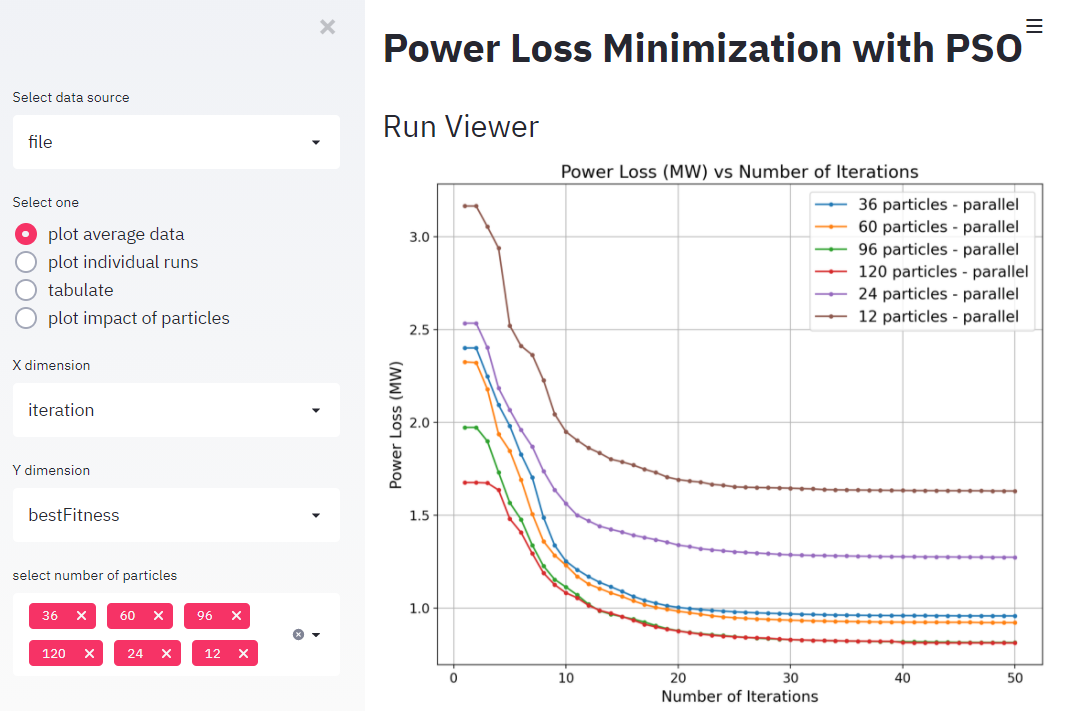 Power Loss Minimization with PSO
Select data source
file
Select one
plot average data
plot individual runs
tabulate
plot impact of particles
X dimension
iteration
Y dimension
bestFitness
select number of particles
36 60 96
120 24 12
Run Viewer
Power Loss (MW) vs Number of Iterations
36 particles - parallel
60 particles - parallel
96 particles - parallel
120 particles - parallel
24 particles - parallel
12 particles - parallel
Power Loss (MW)
3.0
2.5
2.0
1.5
1.0
0 10 20 30 40 50
Number of Iterations